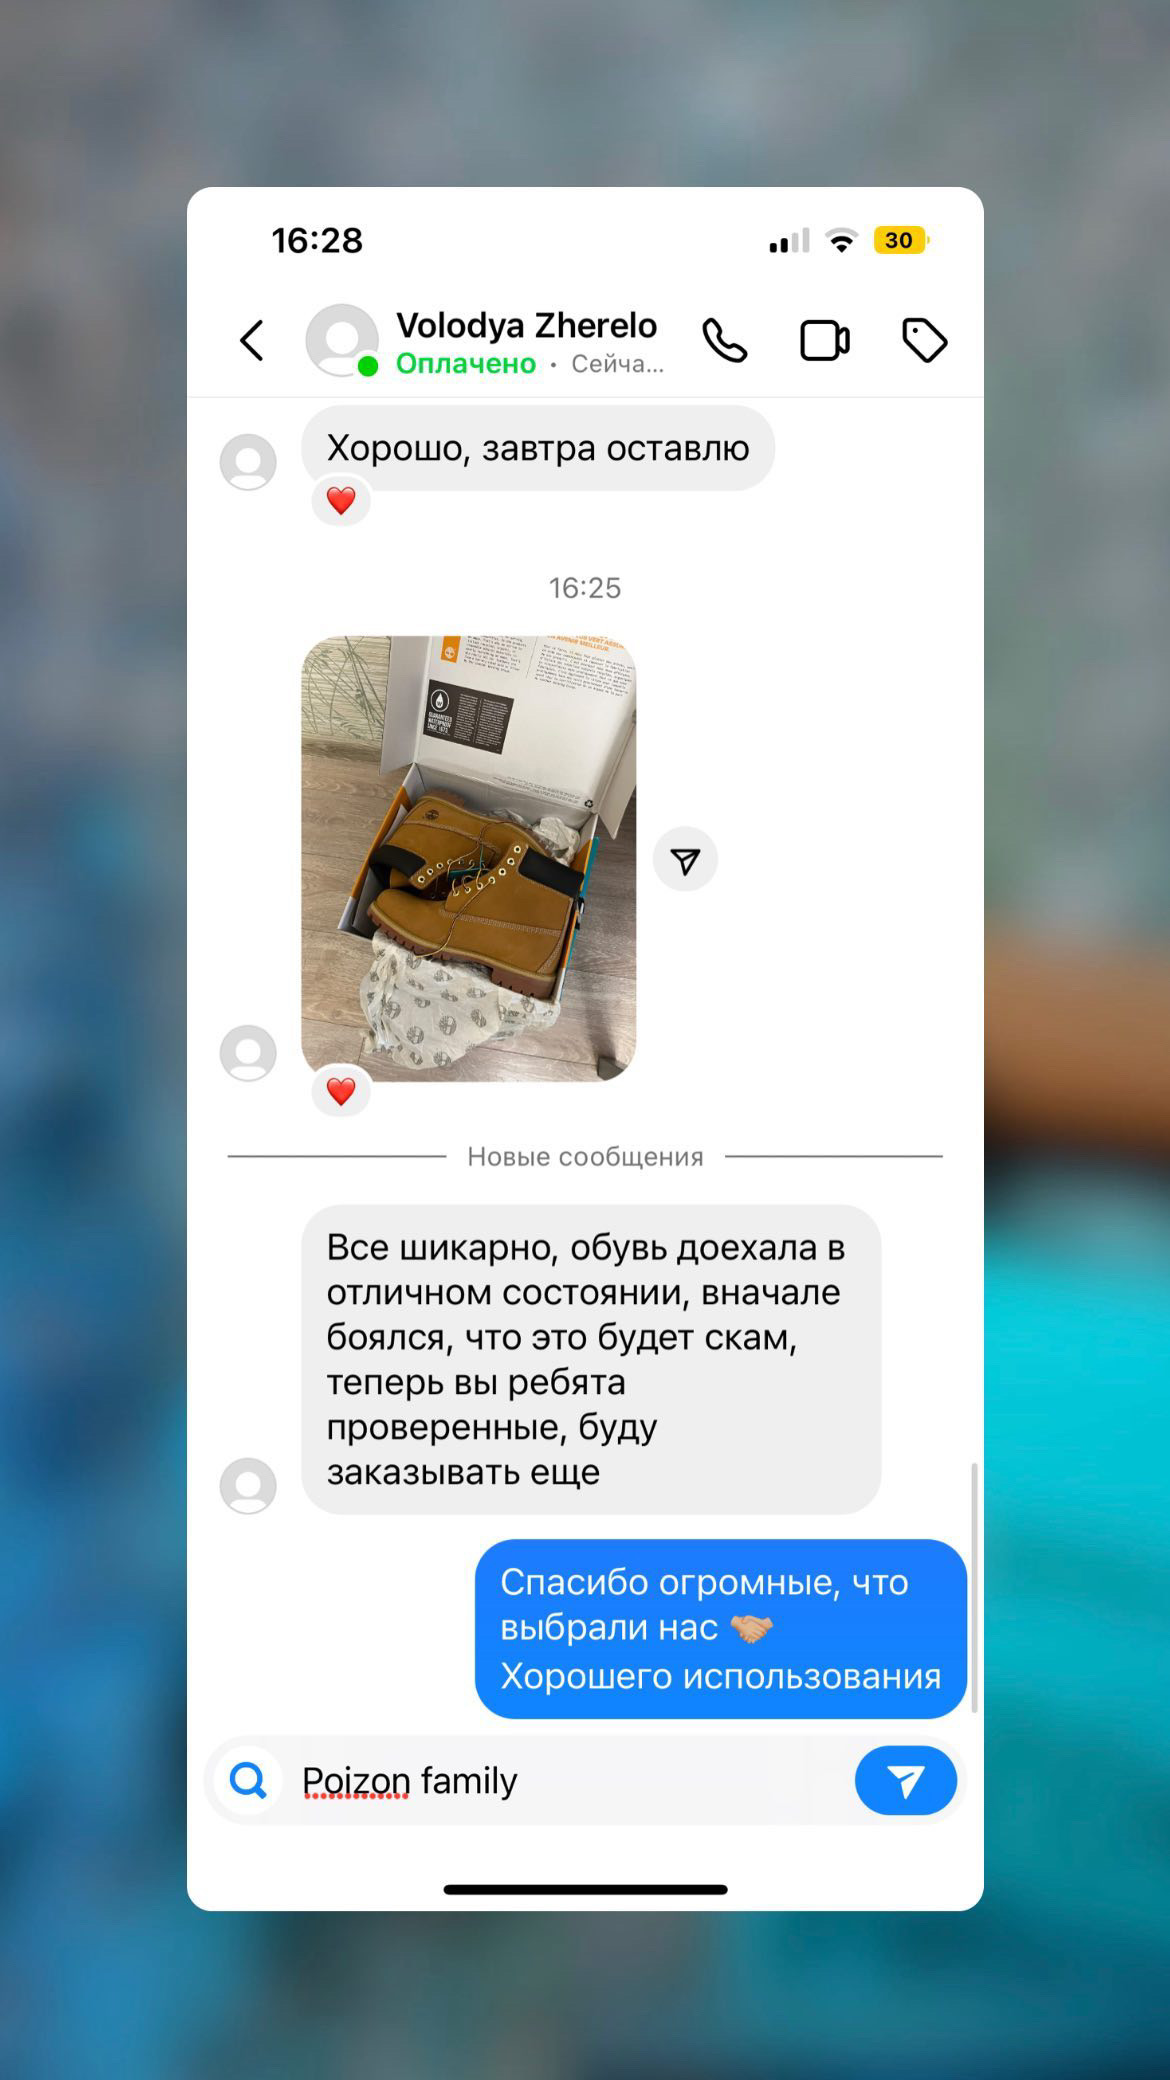 16:28
30
Volodya Zherelo
Оплачено · Сейча...
Хорошо, завтра оставлю
16:25
Новые сообщения
Все шикарно, обувь доехала в
отличном состоянии, вначале
боялся, что это будет скам,
теперь вы ребята
проверенные, буду
заказывать еще
Спасибо огромные, что
выбрали нас 🤝🏼
Хорошего использования
Poizon family